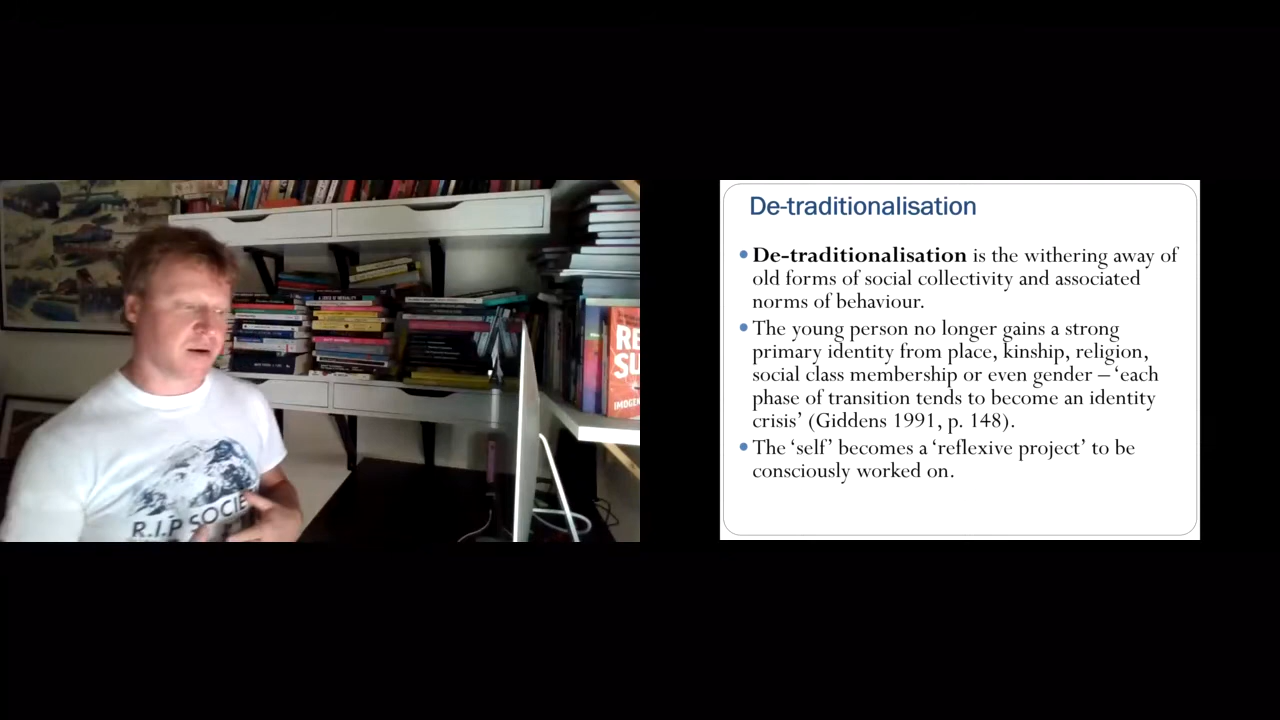 R.I.P SOCIE
RE
SU
IMOGEN
De-traditionalisation
• De-traditionalisation is the withering away of
old forms of social collectivity and associated
norms of behaviour.
• The young person no longer gains a strong
primary identity from place, kinship, religion,
social class membership or even gender – ‘each
phase of transition tends to become an identity
crisis’ (Giddens 1991, p. 148).
• The ‘self’ becomes a ‘reflexive project’ to be
consciously worked on.